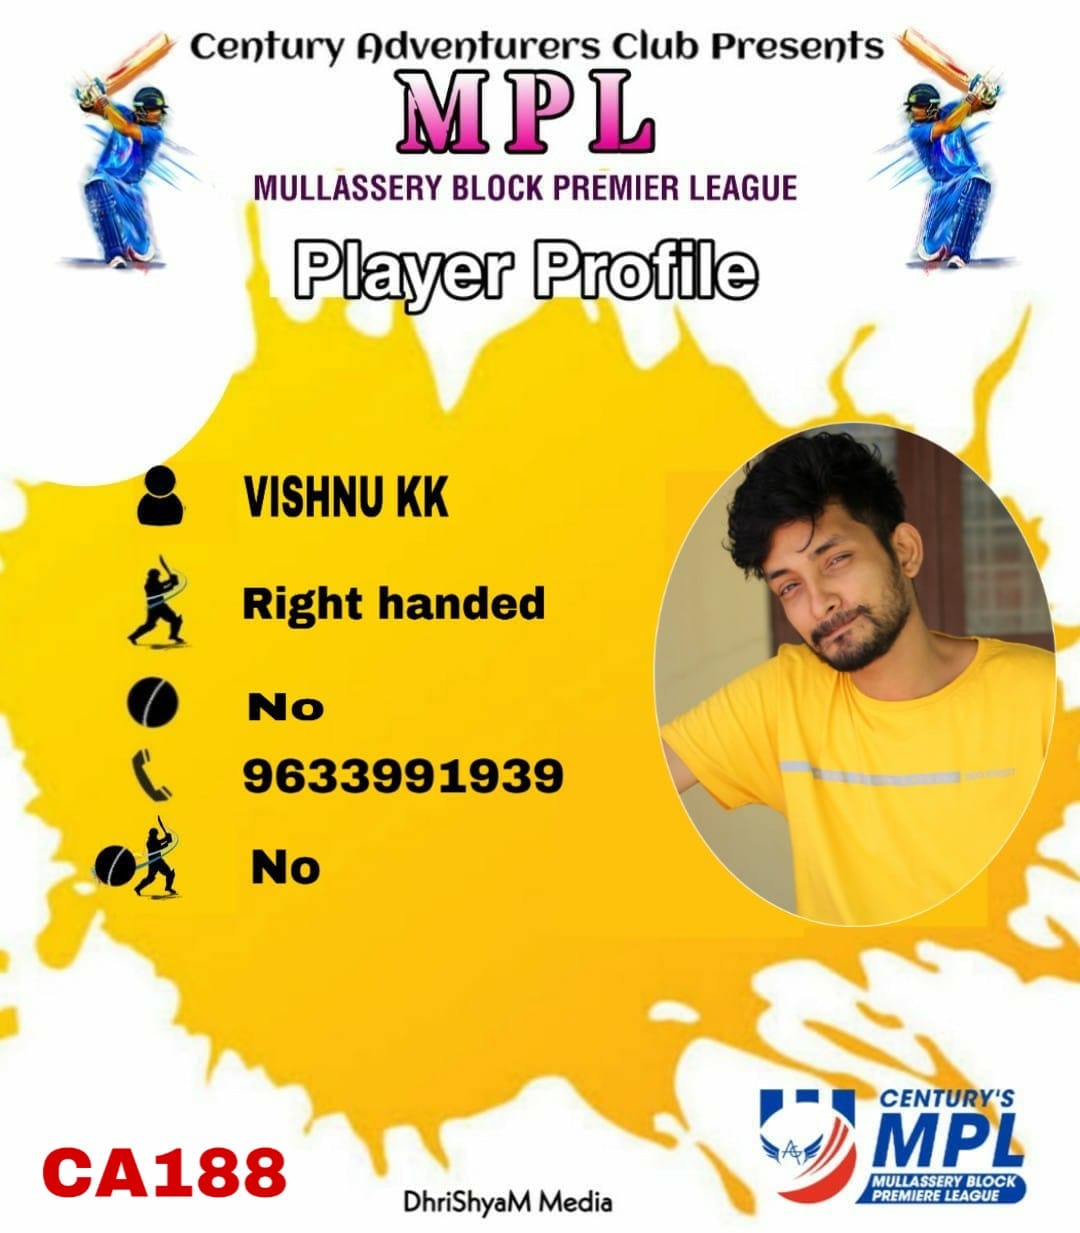 Century Adventurers Club Presents
MPL
MULLASSERY BLOCK PREMIER LEAGUE
Player Profile
VISHNU KK
Right handed
No
9633991939
No
CA188
DhriShyaM Media
CENTURY'S
MPL
MULLASSERY BLOCK
PREMIERE LEAGUE